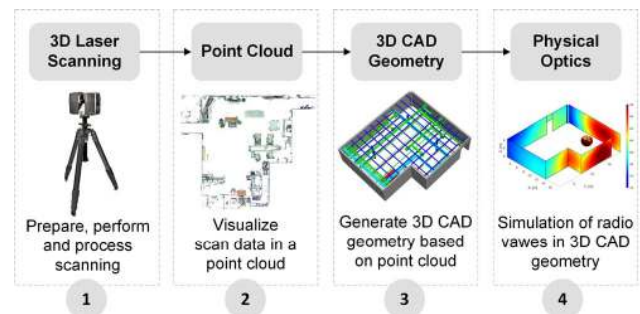 3D Laser
Scanning
Point Cloud
3D CAD
Geometry
Physical
Optics
Prepare, perform
and process
scanning
Visualize
scan data in a
point cloud
Generate 3D CAD
geometry based
on point cloud
Simulation of radio
vawes in 3D CAD
geometry
1
2
3
4